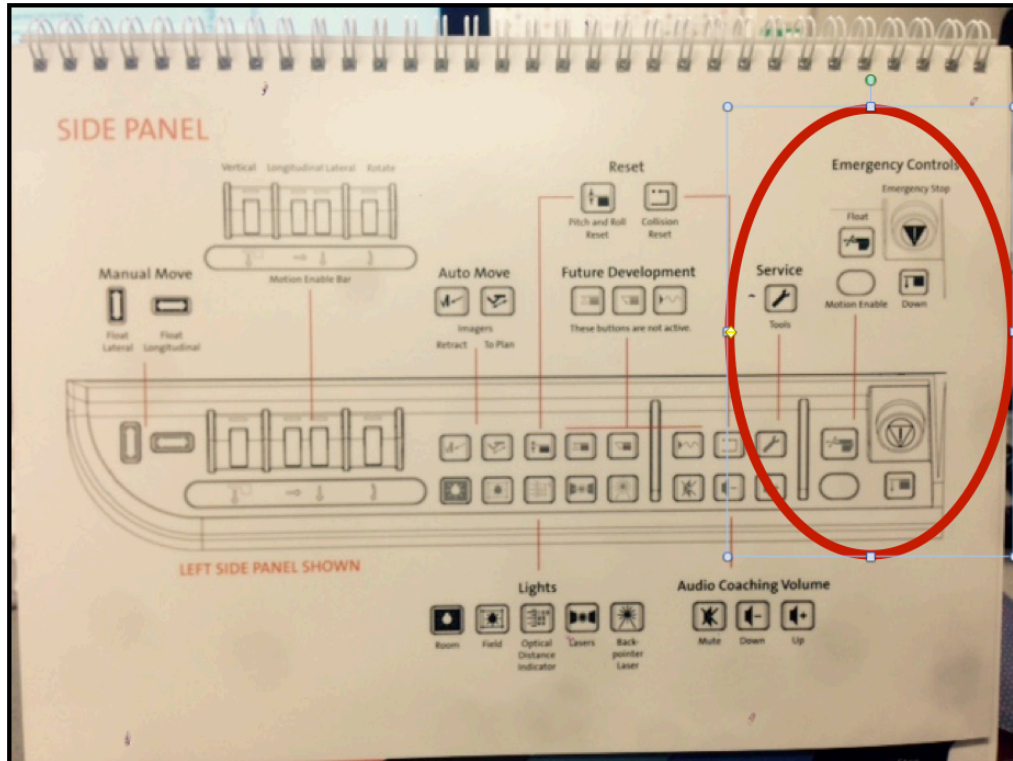 SIDE PANEL
Vertical Longitudinal Lateral Rotate
Motion Enable Bar
Manual Move
Float Lateral
Float Longitudinal
Auto Move
Imagers
Retract To Plan
Reset
Pitch and Roll Reset
Collision Reset
Future Development
These buttons are not active.
Service
Tools
Emergency Controls
Emergency Stop
Float
Motion Enable
Down
LEFT SIDE PANEL SHOWN
Lights
Room
Field
Optical Distance Indicator
Lasers
Back-pointer Laser
Audio Coaching Volume
Mute
Down
Up